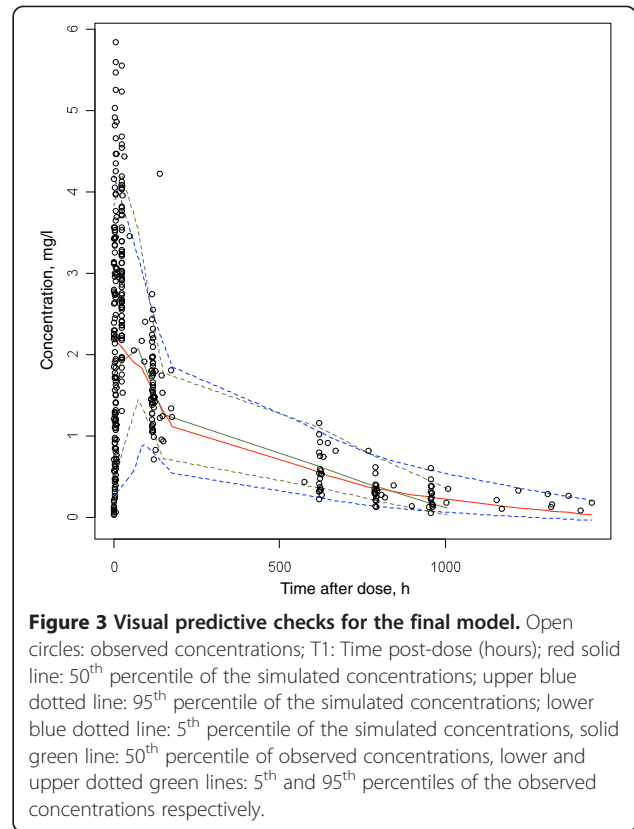 6
5
4
3
2
1
0
Concentration, mg/l
0 500 1000
Time after dose, h
Figure 3 Visual predictive checks for the final model. Open
circles: observed concentrations; T1: Time post-dose (hours); red solid
line: 50th percentile of the simulated concentrations; upper blue
dotted line: 95th percentile of the simulated concentrations; lower
blue dotted line: 5th percentile of the simulated concentrations, solid
green line: 50th percentile of observed concentrations, lower and
upper dotted green lines: 5th and 95th percentiles of the observed
concentrations respectively.